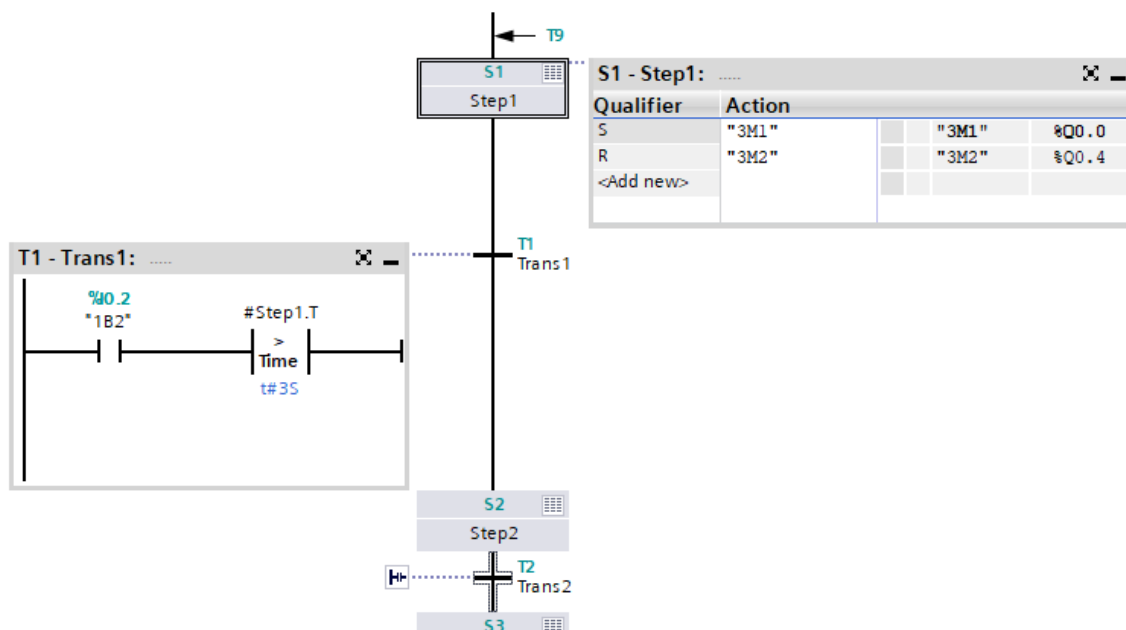 T9
S1
Step1
S1 - Step1: .....
Qualifier Action
S "3M1" "3M1" %Q0.0
R "3M2" "3M2" %Q0.4
<Add new>
T1
Trans1
T1 - Trans1: .....
%I0.2
"1B2"
#Step1.T
>
Time
t#3S
S2
Step2
T2
Trans2
S3